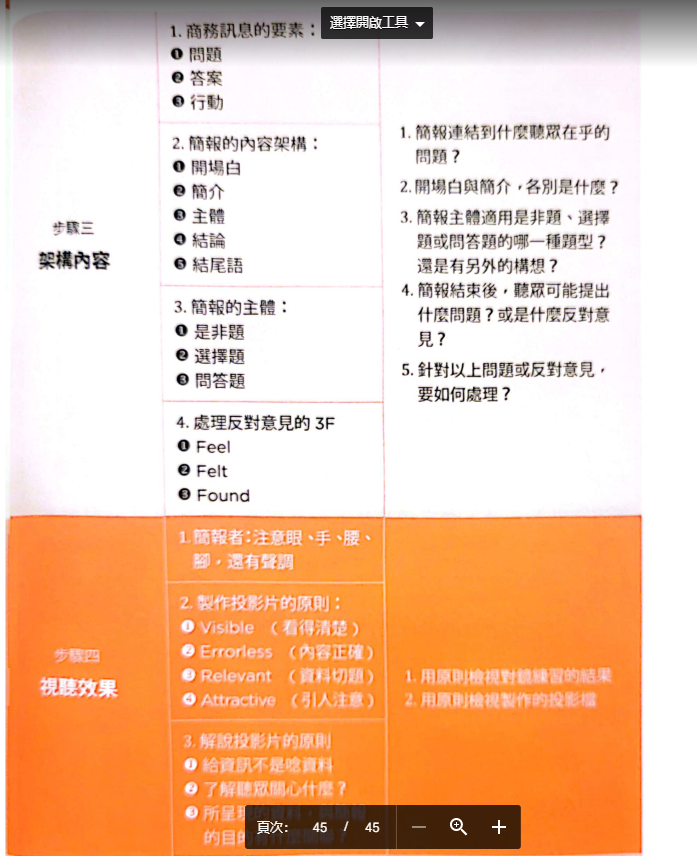 選擇開啟工具
步驟三
架構內容
1. 商務訊息的要素：
❶ 問題
❷ 答案
❸ 行動
2. 簡報的內容架構：
❶ 開場白
❷ 簡介
❸ 主體
❹ 結論
❺ 結尾語
3. 簡報的主體：
❶ 是非題
❷ 選擇題
❸ 問答題
4. 處理反對意見的 3F
❶ Feel
❷ Felt
❸ Found
1. 簡報連結到什麼聽眾在乎的
問題？
2. 開場白與簡介，各別是什麼？
3. 簡報主體適用是非題、選擇
題或問答題的哪一種題型？
還是有另外的構想？
4. 簡報結束後，聽眾可能提出
什麼問題？或是什麼反對意
見？
5. 針對以上問題或反對意見，
要如何處理？
步驟四
視聽效果
1. 簡報者：注意眼、手、腰、
腳，還有聲調
2. 製作投影片的原則：
❶ Visible （看得清楚）
❷ Errorless （內容正確）
❸ Relevant （資料切題）
❹ Attractive （引人注意）
3. 解說投影片的原則
❶ 給資訊不是唸資料
❷ 了解聽眾關心什麼？
❸ 所呈
的目
1. 用原則檢視對聽練習的結果
2. 用原則檢視製作的投影檔
頁次： 45 / 45